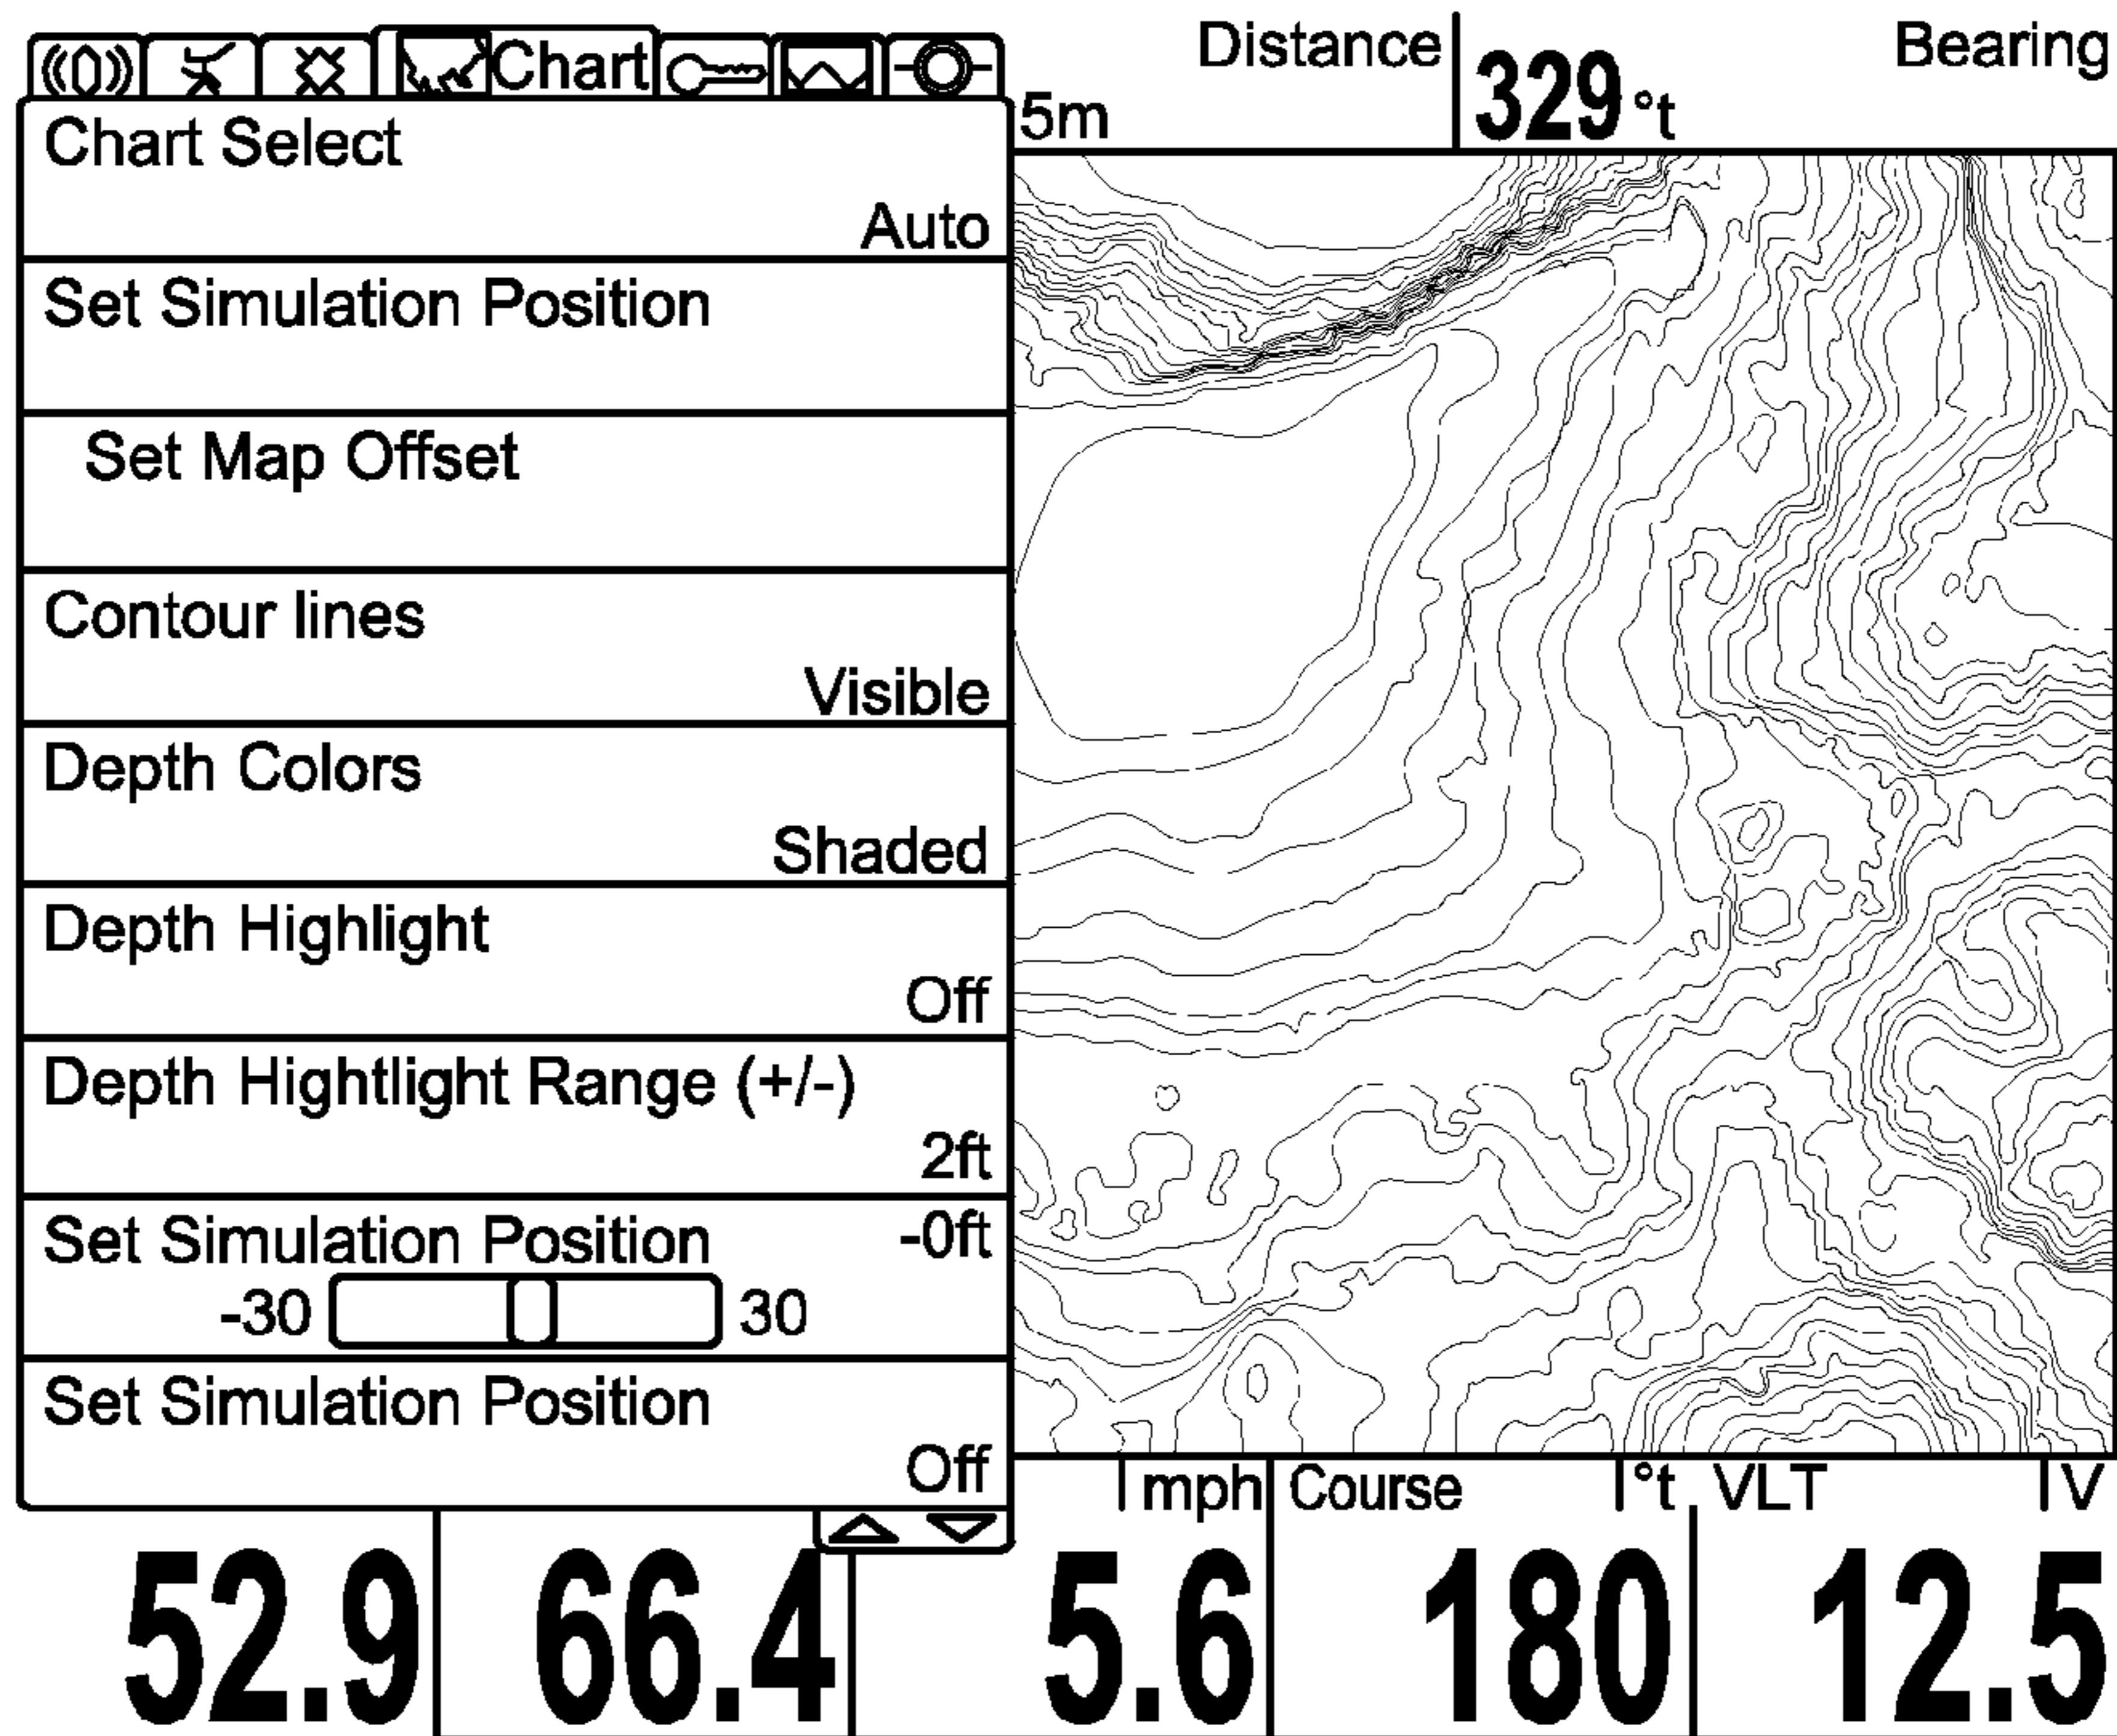 Chart
Distance
Bearing
5m
329 °t
Chart Select
Auto
Set Simulation Position
Set Map Offset
Contour lines
Visible
Depth Colors
Shaded
Depth Highlight
Off
Depth Hightlight Range (+/-)
2ft
Set Simulation Position -0ft
-30 30
Set Simulation Position
Off
mph Course °t VLT V
52.9 66.4 5.6 180 12.5